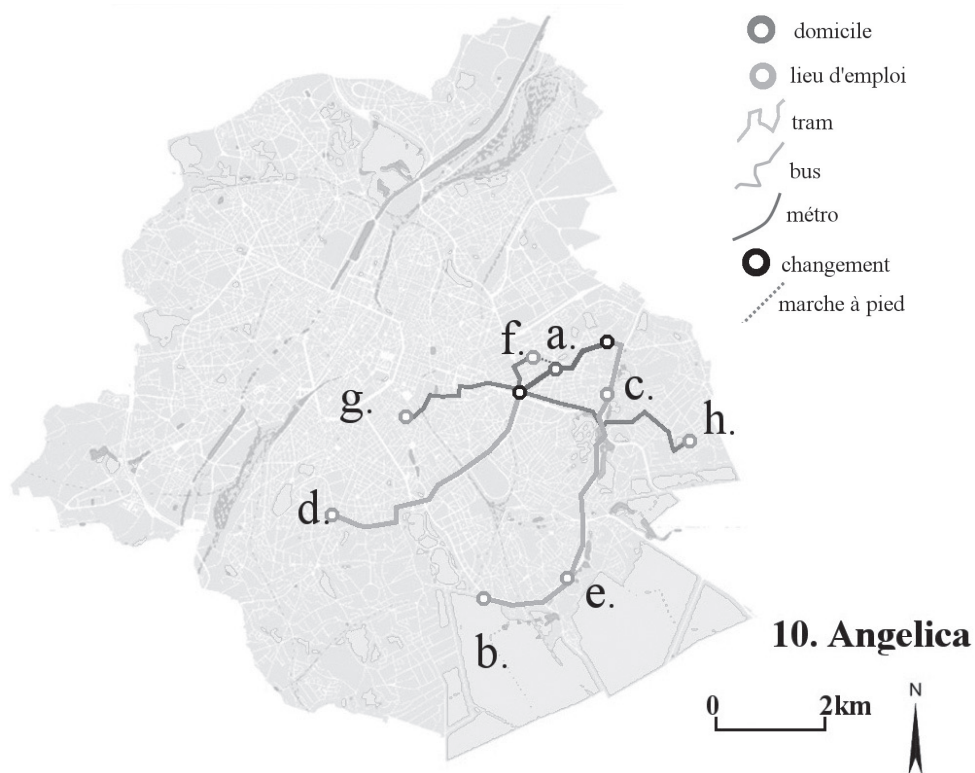 domicile
lieu d'emploi
tram
bus
métro
changement
marche à pied
f.
a.
g.
c.
h.
d.
e.
b.
10. Angelica
0 2km
N